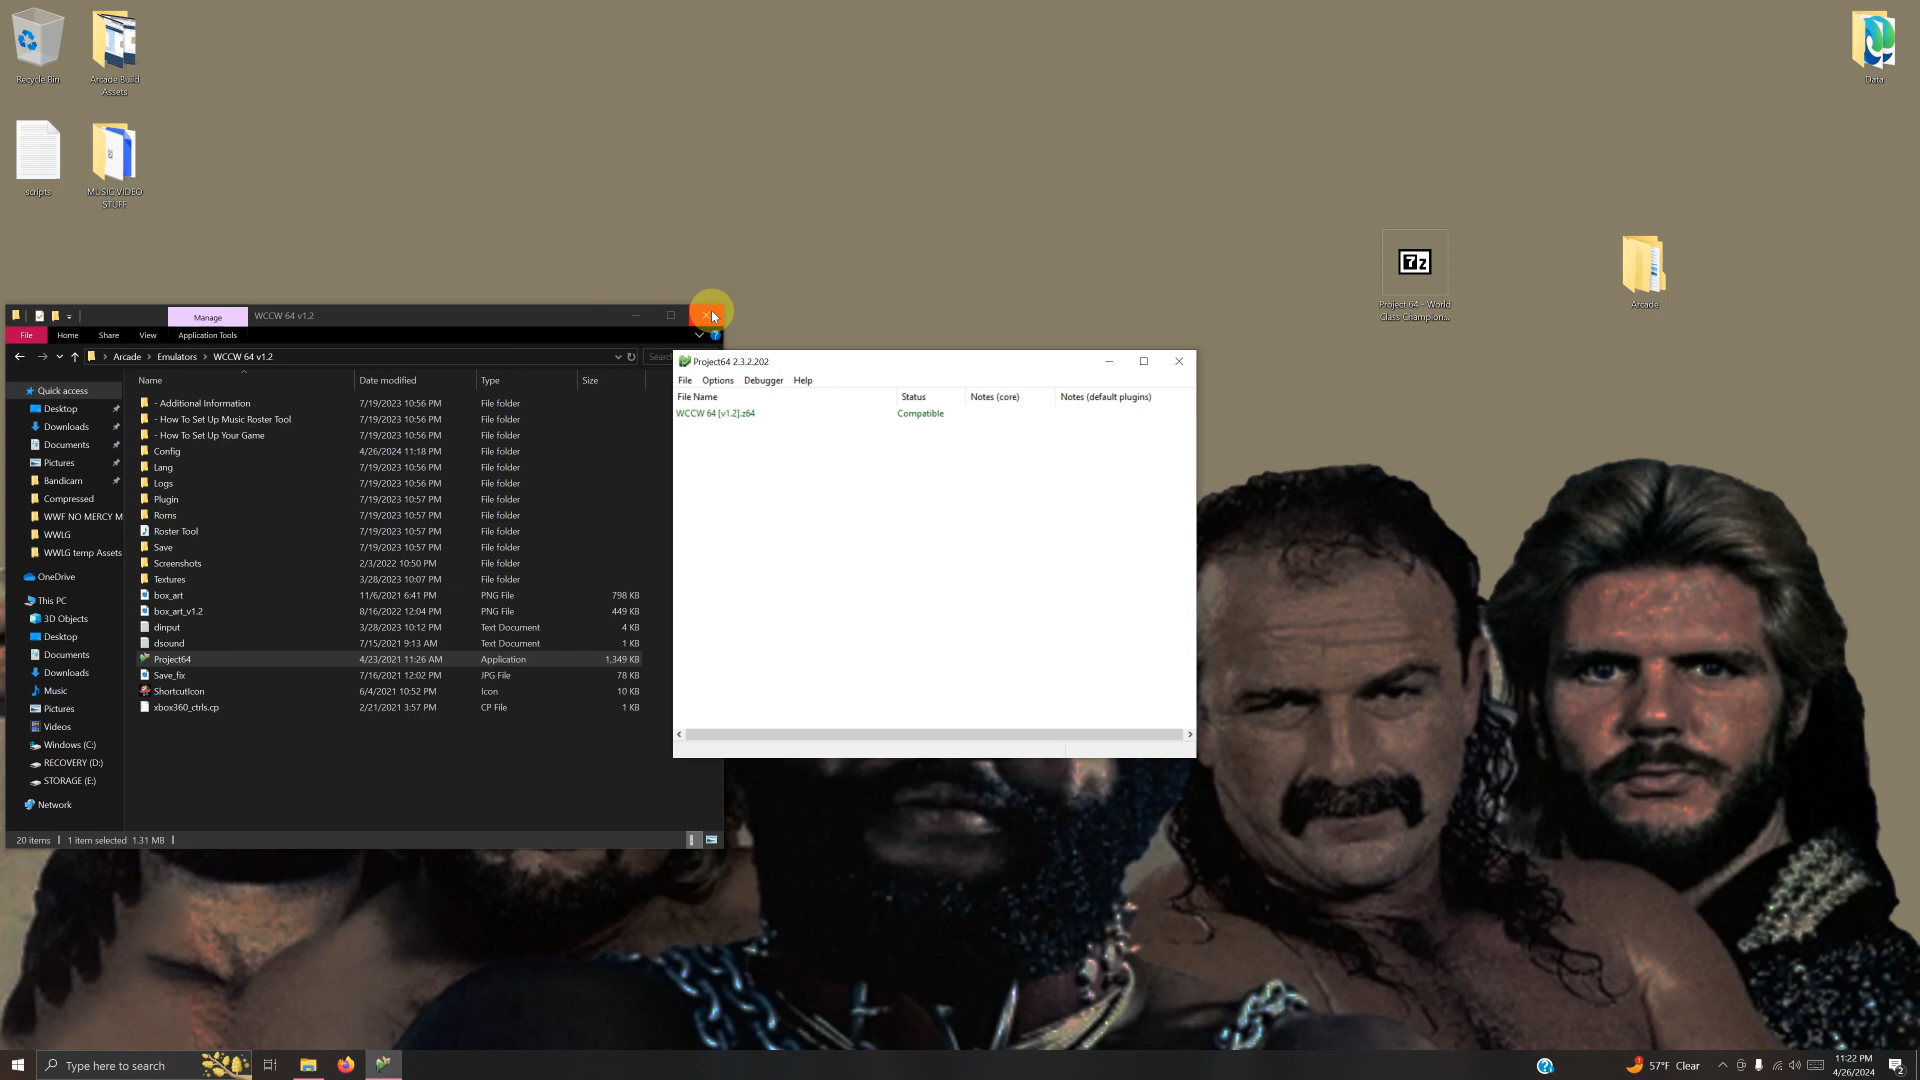 Recycle Bin
Arcade Build
Assets
scripts
MUSIC VIDEO
STUFF
Data
Project 64 - World
Class Champion...
Arcade
Manage
WCCW 64 v1.2
File
Home
Share
View
Application Tools
Arcade > Emulators > WCCW 64 v1.2
Name
Date modified
Type
Size
Quick access
Desktop
Downloads
Documents
Pictures
Bandicam
Compressed
WWF NO MERCY M
WWLG
WWLG temp Assets
OneDrive
This PC
3D Objects
Desktop
Documents
Downloads
Music
Pictures
Videos
Windows (C:)
RECOVERY (D:)
STORAGE (E:)
Network
- Additional Information 7/19/2023 10:56 PM File folder
- How To Set Up Music Roster Tool 7/19/2023 10:56 PM File folder
- How To Set Up Your Game 7/19/2023 10:56 PM File folder
Config 4/26/2024 11:18 PM File folder
Lang 7/19/2023 10:56 PM File folder
Logs 7/19/2023 10:56 PM File folder
Plugin 7/19/2023 10:57 PM File folder
Roms 7/19/2023 10:57 PM File folder
Roster Tool 7/19/2023 10:57 PM File folder
Save 7/19/2023 10:57 PM File folder
Screenshots 2/3/2022 10:50 PM File folder
Textures 3/28/2023 10:07 PM File folder
box_art 11/6/2021 6:41 PM PNG File 798 KB
box_art_v1.2 8/16/2022 12:04 PM PNG File 449 KB
dinput 3/28/2023 10:12 PM Text Document 4 KB
dsound 7/15/2021 9:13 AM Text Document 1 KB
Project64 4/23/2021 11:26 AM Application 1,349 KB
Save_fix 7/16/2021 12:02 PM JPG File 78 KB
ShortcutIcon 6/4/2021 10:52 PM Icon 10 KB
xbox360_ctrls.cp 2/21/2021 3:57 PM CP File 1 KB
20 items
1 item selected 1.31 MB
Project64 2.3.2.202
File
Options
Debugger
Help
File Name
Status
Notes (core)
Notes (default plugins)
WCCW 64 [v1.2].z64
Compatible
Type here to search
57°F Clear
11:22 PM
4/26/2024
2